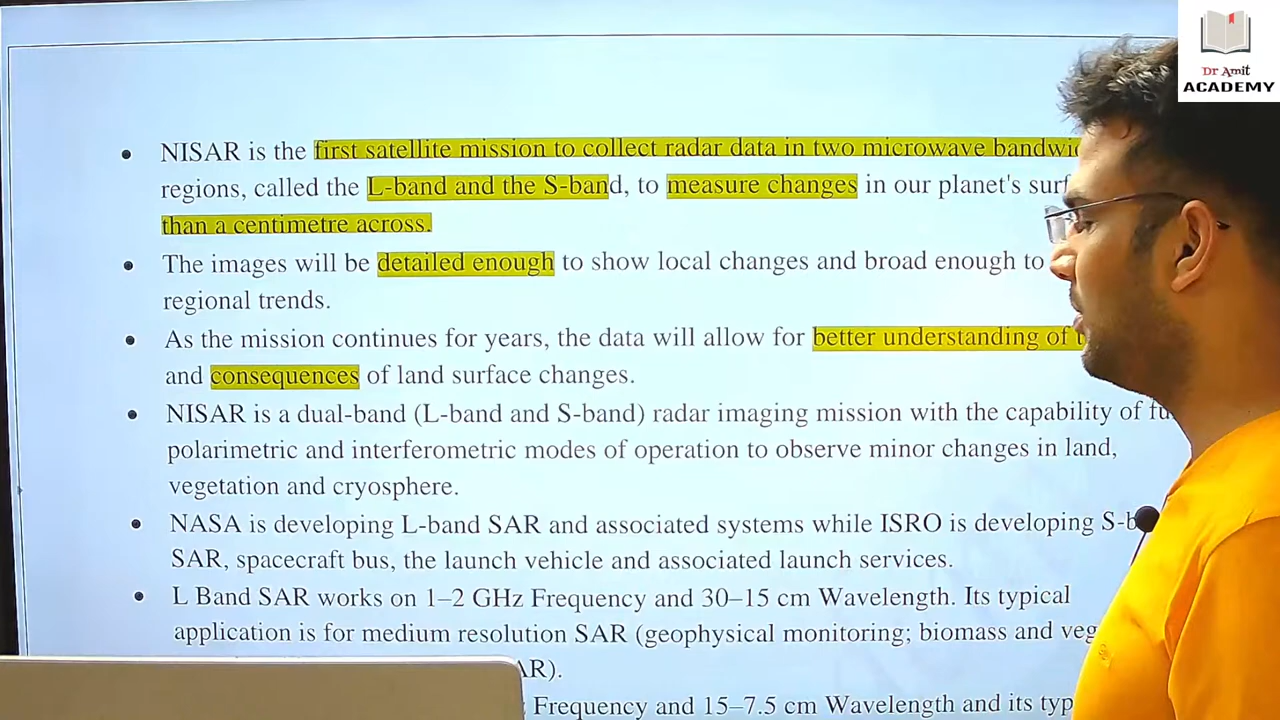 Dr Amit
ACADEMY
• NISAR is the first satellite mission to collect radar data in two microwave
regions, called the L-band and the S-band, to measure changes in our planet's
than a centimetre across.
• The images will be detailed enough to show local changes and broad enough to
regional trends.
• As the mission continues for years, the data will allow for better understanding of
and consequences of land surface changes.
• NISAR is a dual-band (L-band and S-band) radar imaging mission with the capability of
polarimetric and interferometric modes of operation to observe minor changes in land,
vegetation and cryosphere.
• NASA is developing L-band SAR and associated systems while ISRO is developing
SAR, spacecraft bus, the launch vehicle and associated launch services.
• L Band SAR works on 1–2 GHz Frequency and 30–15 cm Wavelength. Its typical
application is for medium resolution SAR (geophysical monitoring; biomass and
Frequency and 15–7.5 cm Wavelength and its